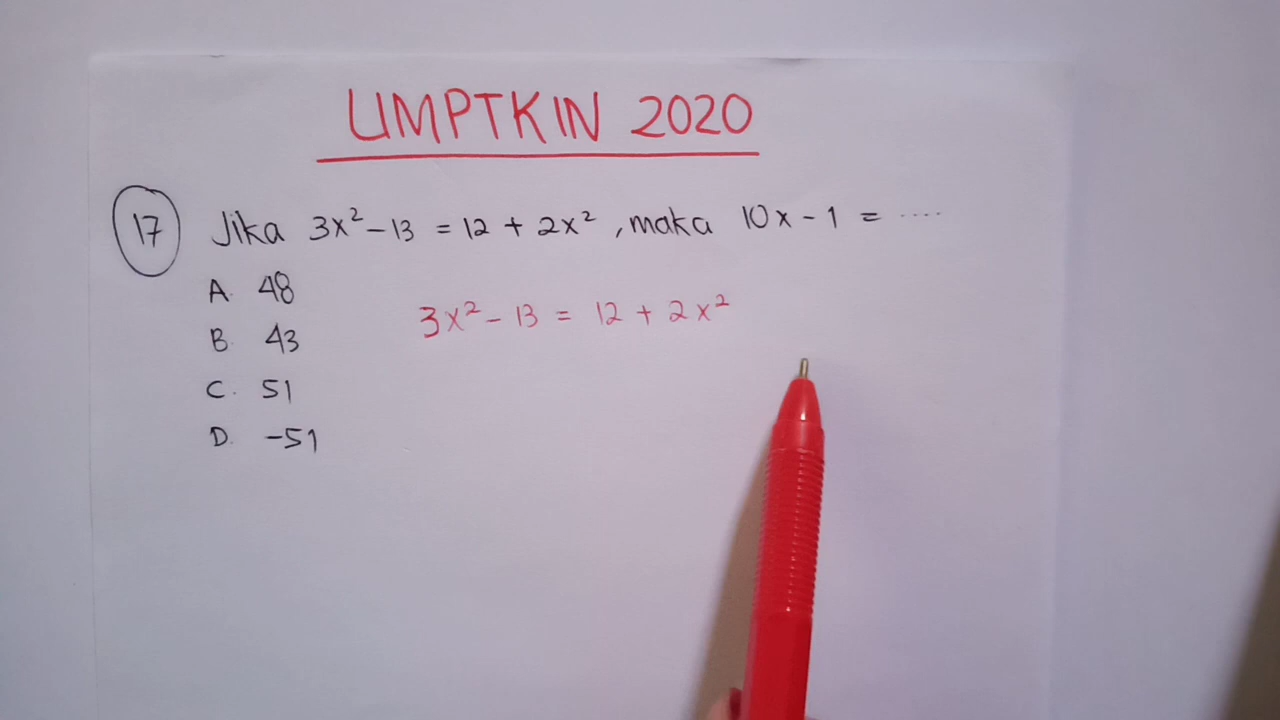 UMPTKIN 2020
17 Jika 3x² - 13 = 12 + 2x², maka 10x - 1 = ....
A. 48
3x² - 13 = 12 + 2x²
B. 43
C. 51
D. -51